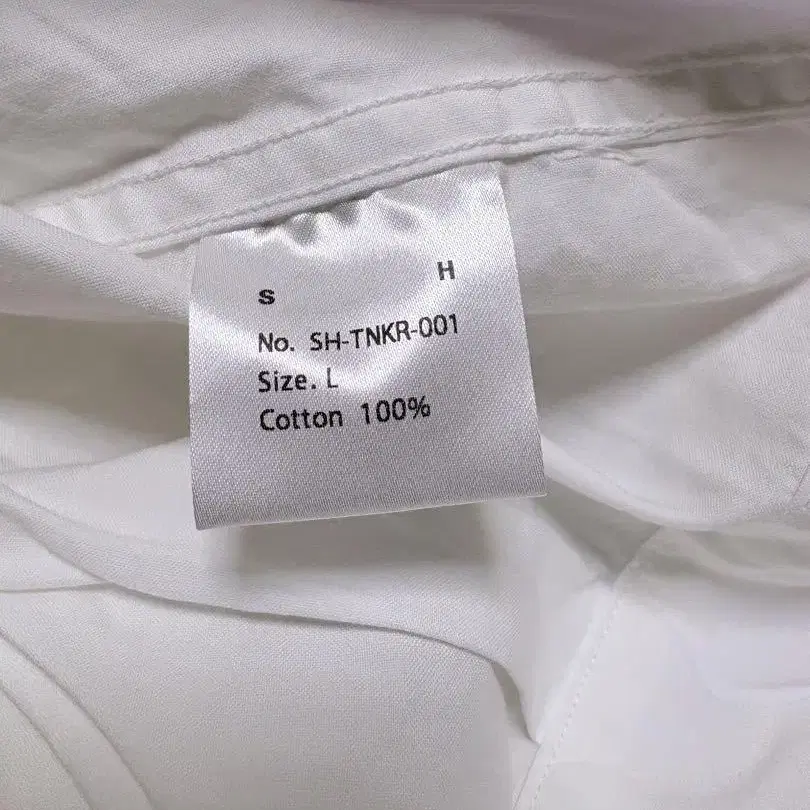 S H
No. SH-TNKR-001
Size. L
Cotton 100%